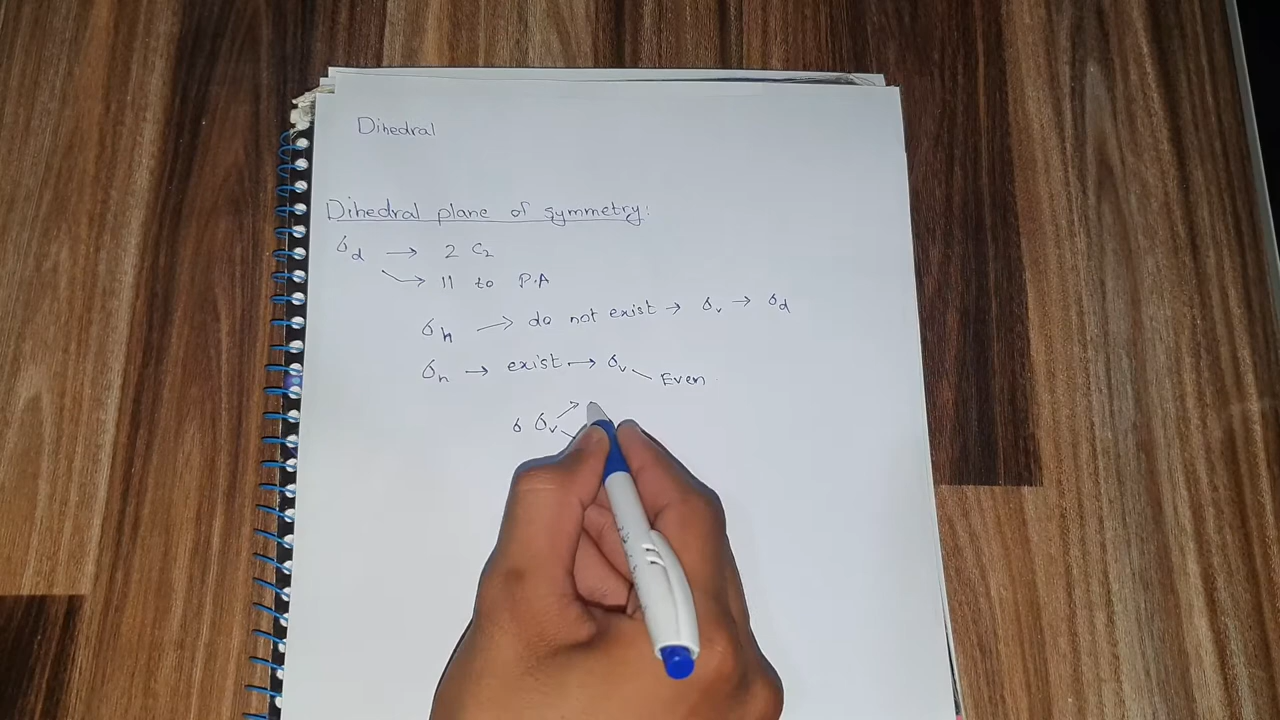 Dihedral
Dihedral plane of symmetry:
σd → 2 C2
→ 11 to P.A
σh → do not exist → σv → σd
σh → exist → σv Even
6 σv